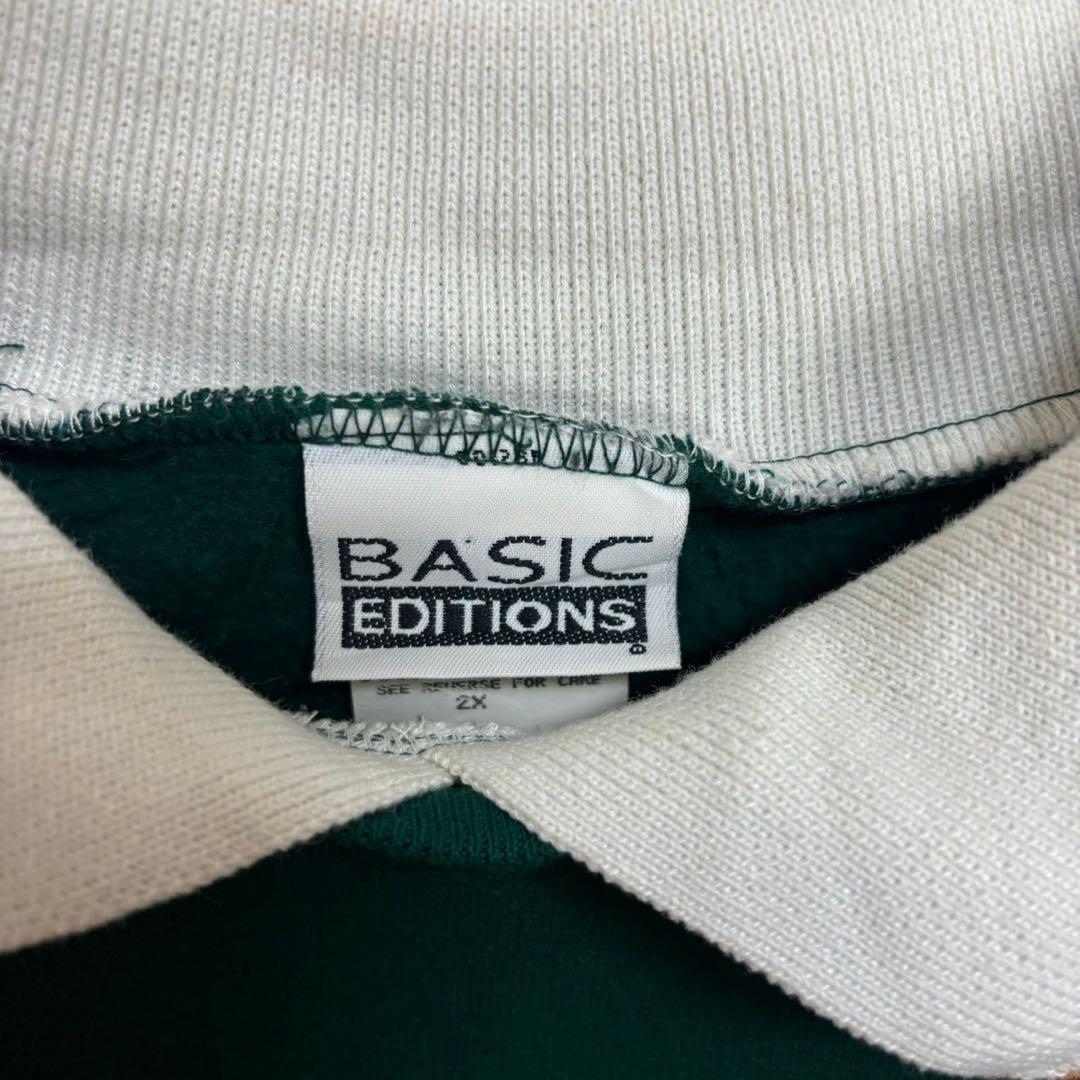 BASIC
EDITIONS
SEE REVERSE FOR CARE
2X